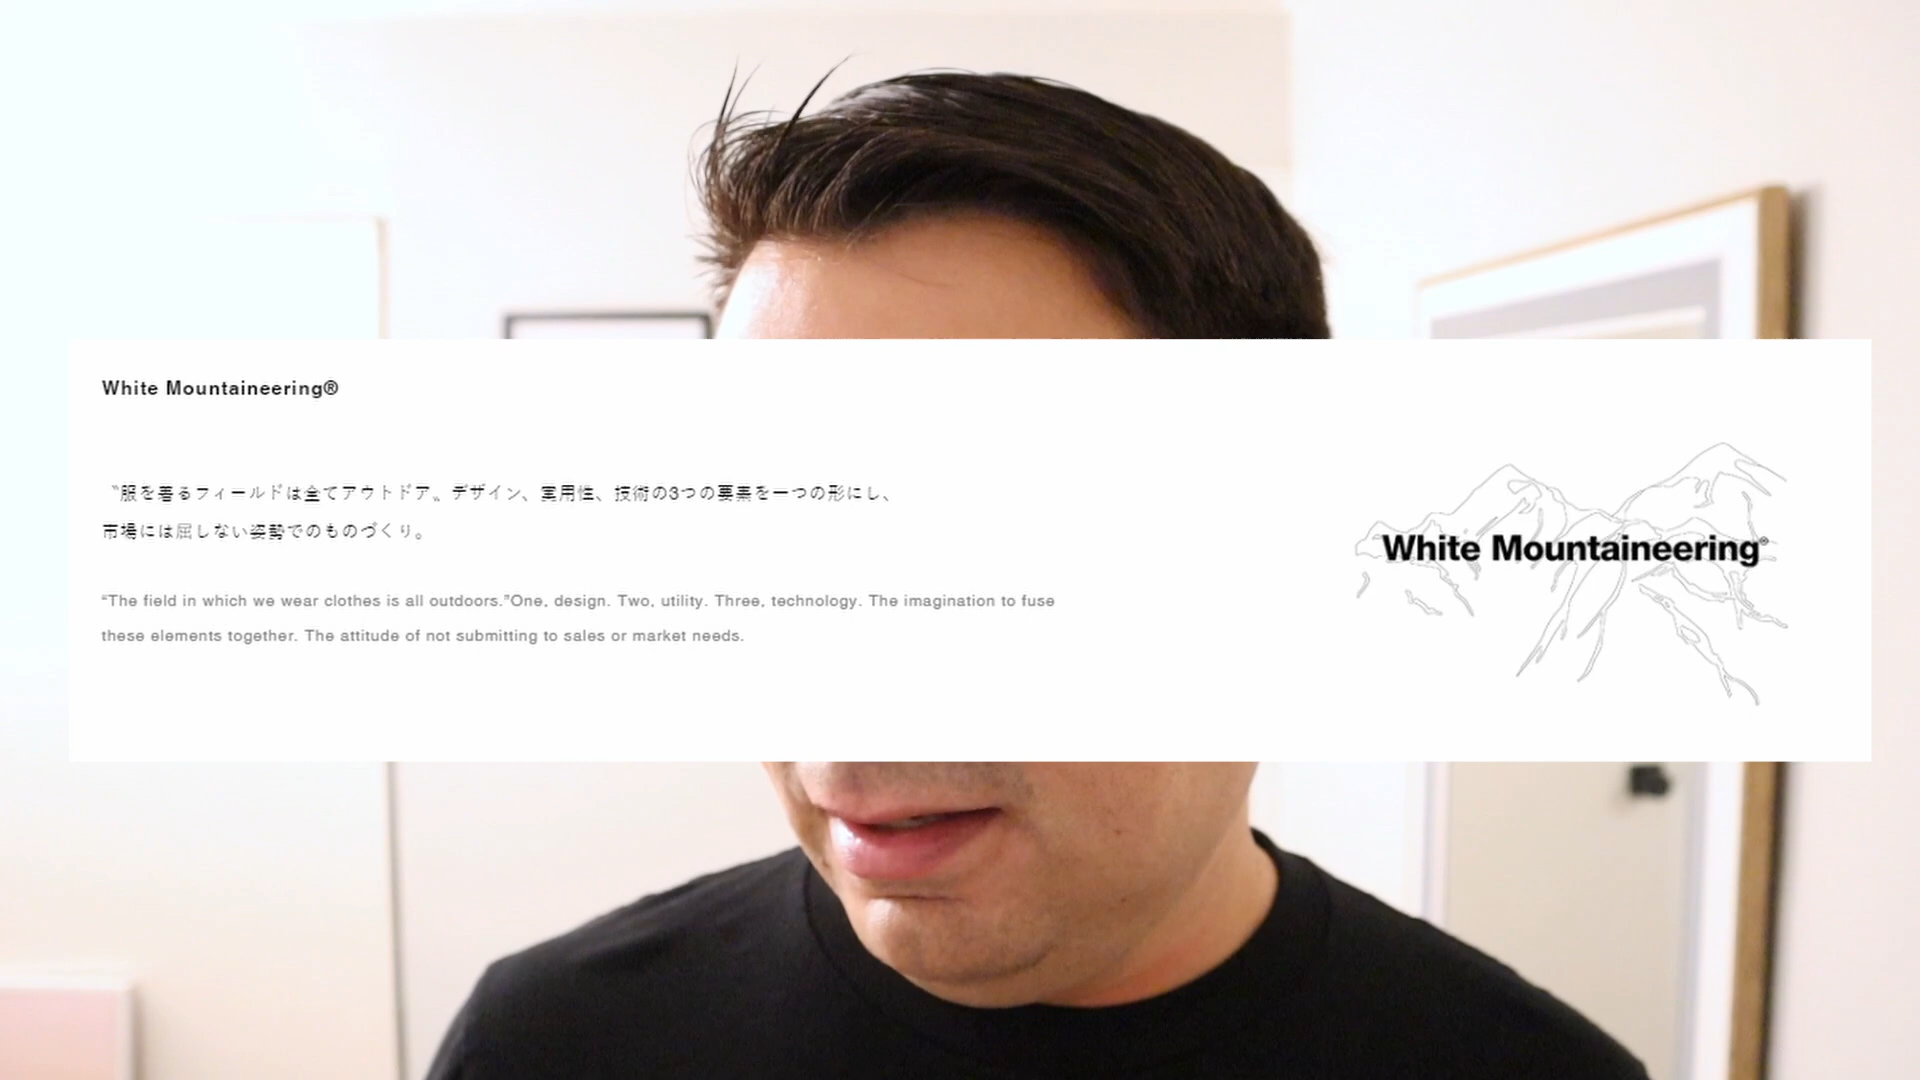 White Mountaineering®
〝服を着るフィールドは全てアウトドア〟デザイン、実用性、技術の3つの要素を一つの形にし、
市場には屈しない姿勢でのものづくり。
“The field in which we wear clothes is all outdoors.”One, design. Two, utility. Three, technology. The imagination to fuse
these elements together. The attitude of not submitting to sales or market needs.
White Mountaineering®